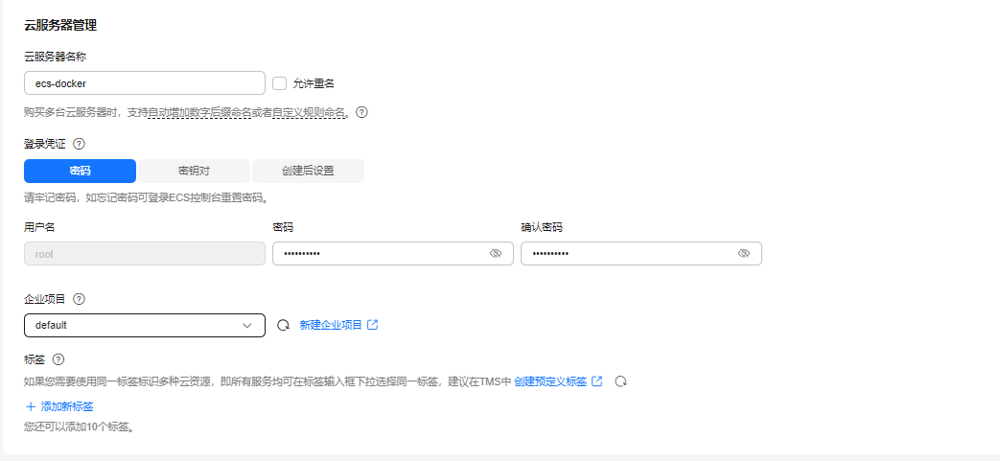 云服务器管理
云服务器名称
ecs-docker 允许重名
购买多台云服务器时，支持自动增加数字后缀命名或者自定义规则命名。
登录凭证
密码 密钥对 创建后设置
请牢记密码，如忘记密码可登录ECS控制台重置密码。
用户名 密码 确认密码
root •••••••••• ••••••••••
企业项目
default 新建企业项目
标签
如果您需要使用同一标签标识多种云资源，即所有服务均可在标签输入框下拉选择同一标签，建议在TMS中 创建预定义标签
+ 添加新标签
您还可以添加10个标签。